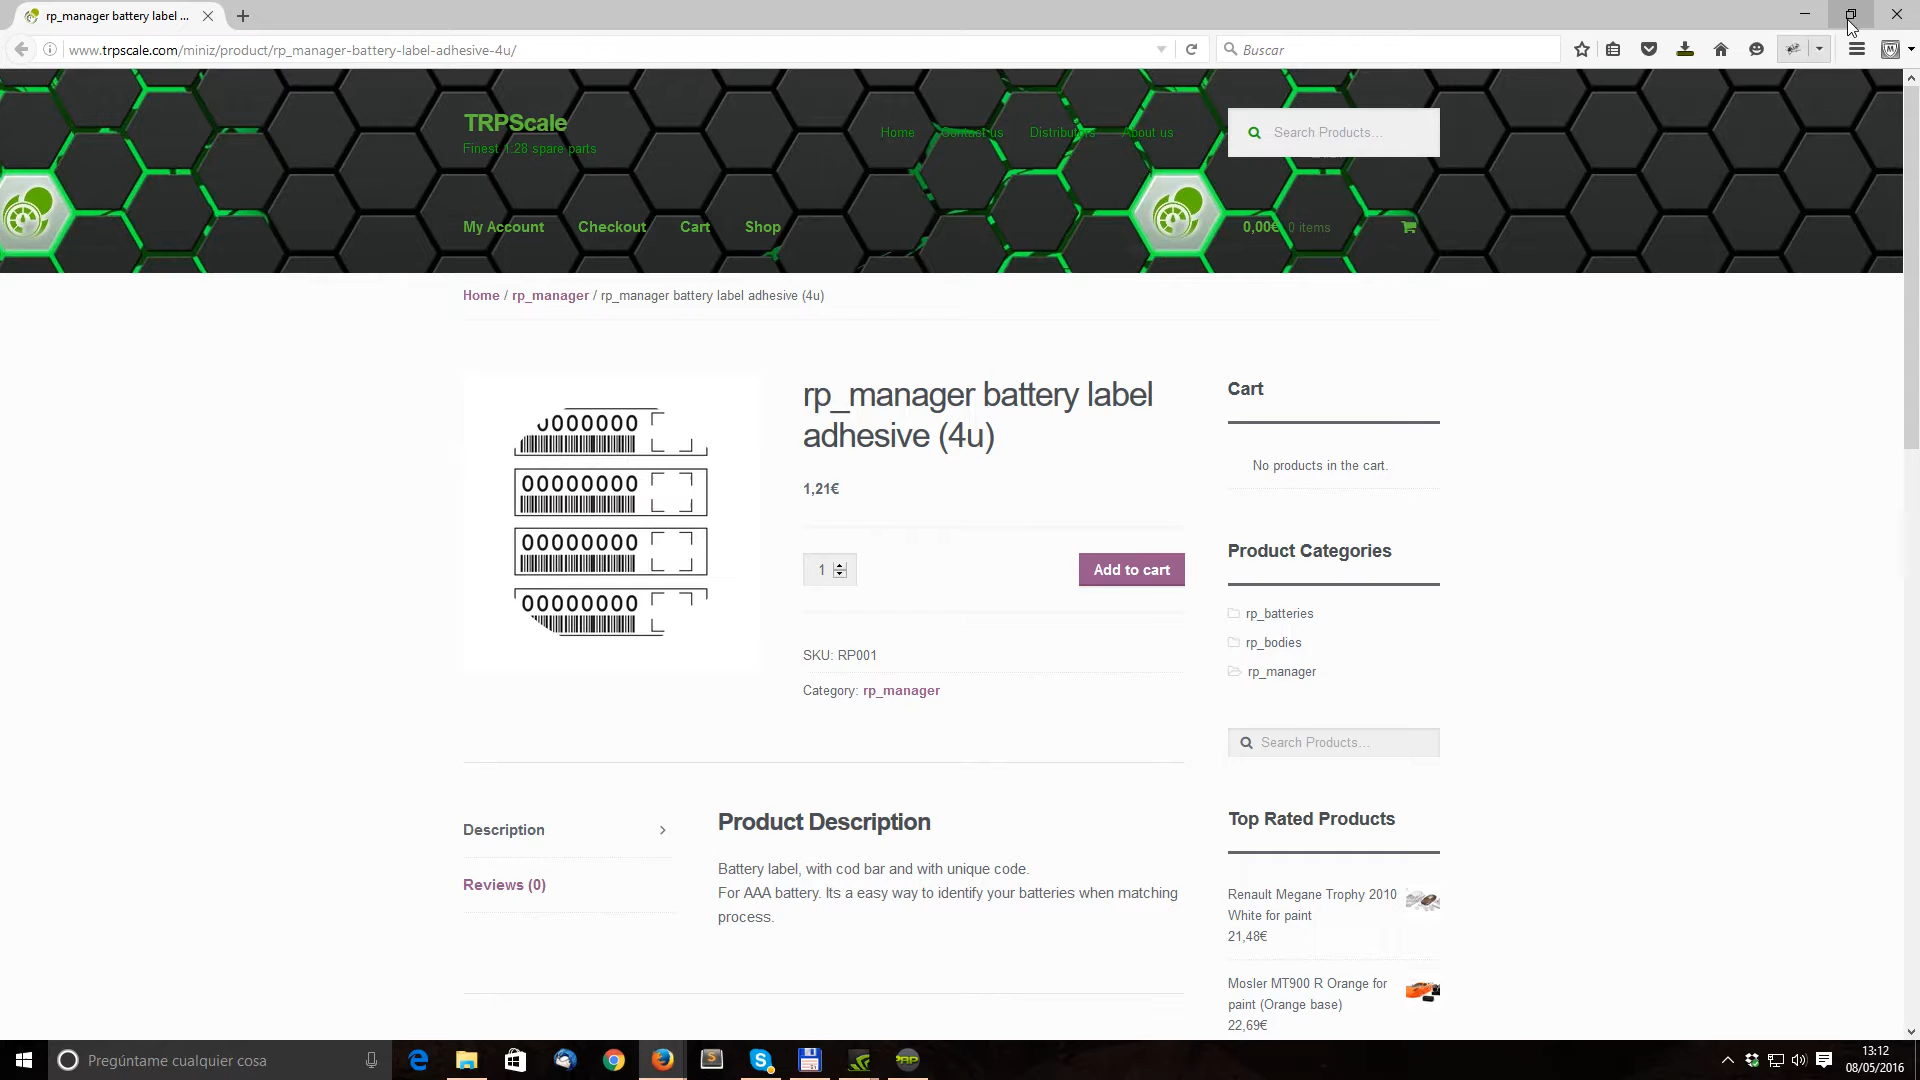 rp_manager battery label ...
www.trpscale.com/miniz/product/rp_manager-battery-label-adhesive-4u/
Buscar
TRPScale
Finest 1:28 spare parts
Home
Contact us
Distributors
About us
Search Products...
My Account
Checkout
Cart
Shop
0,00€ 0 items
Home / rp_manager / rp_manager battery label adhesive (4u)
0000000
00000000
00000000
00000000
rp_manager battery label
adhesive (4u)
1,21€
1
Add to cart
SKU: RP001
Category: rp_manager
Cart
No products in the cart.
Product Categories
rp_batteries
rp_bodies
rp_manager
Search Products...
Description
Reviews (0)
Product Description
Battery label, with cod bar and with unique code.
For AAA battery. Its a easy way to identify your batteries when matching
process.
Top Rated Products
Renault Megane Trophy 2010
White for paint
21,48€
Mosler MT900 R Orange for
paint (Orange base)
22,69€
Pregúntame cualquier cosa
13:12
08/05/2016